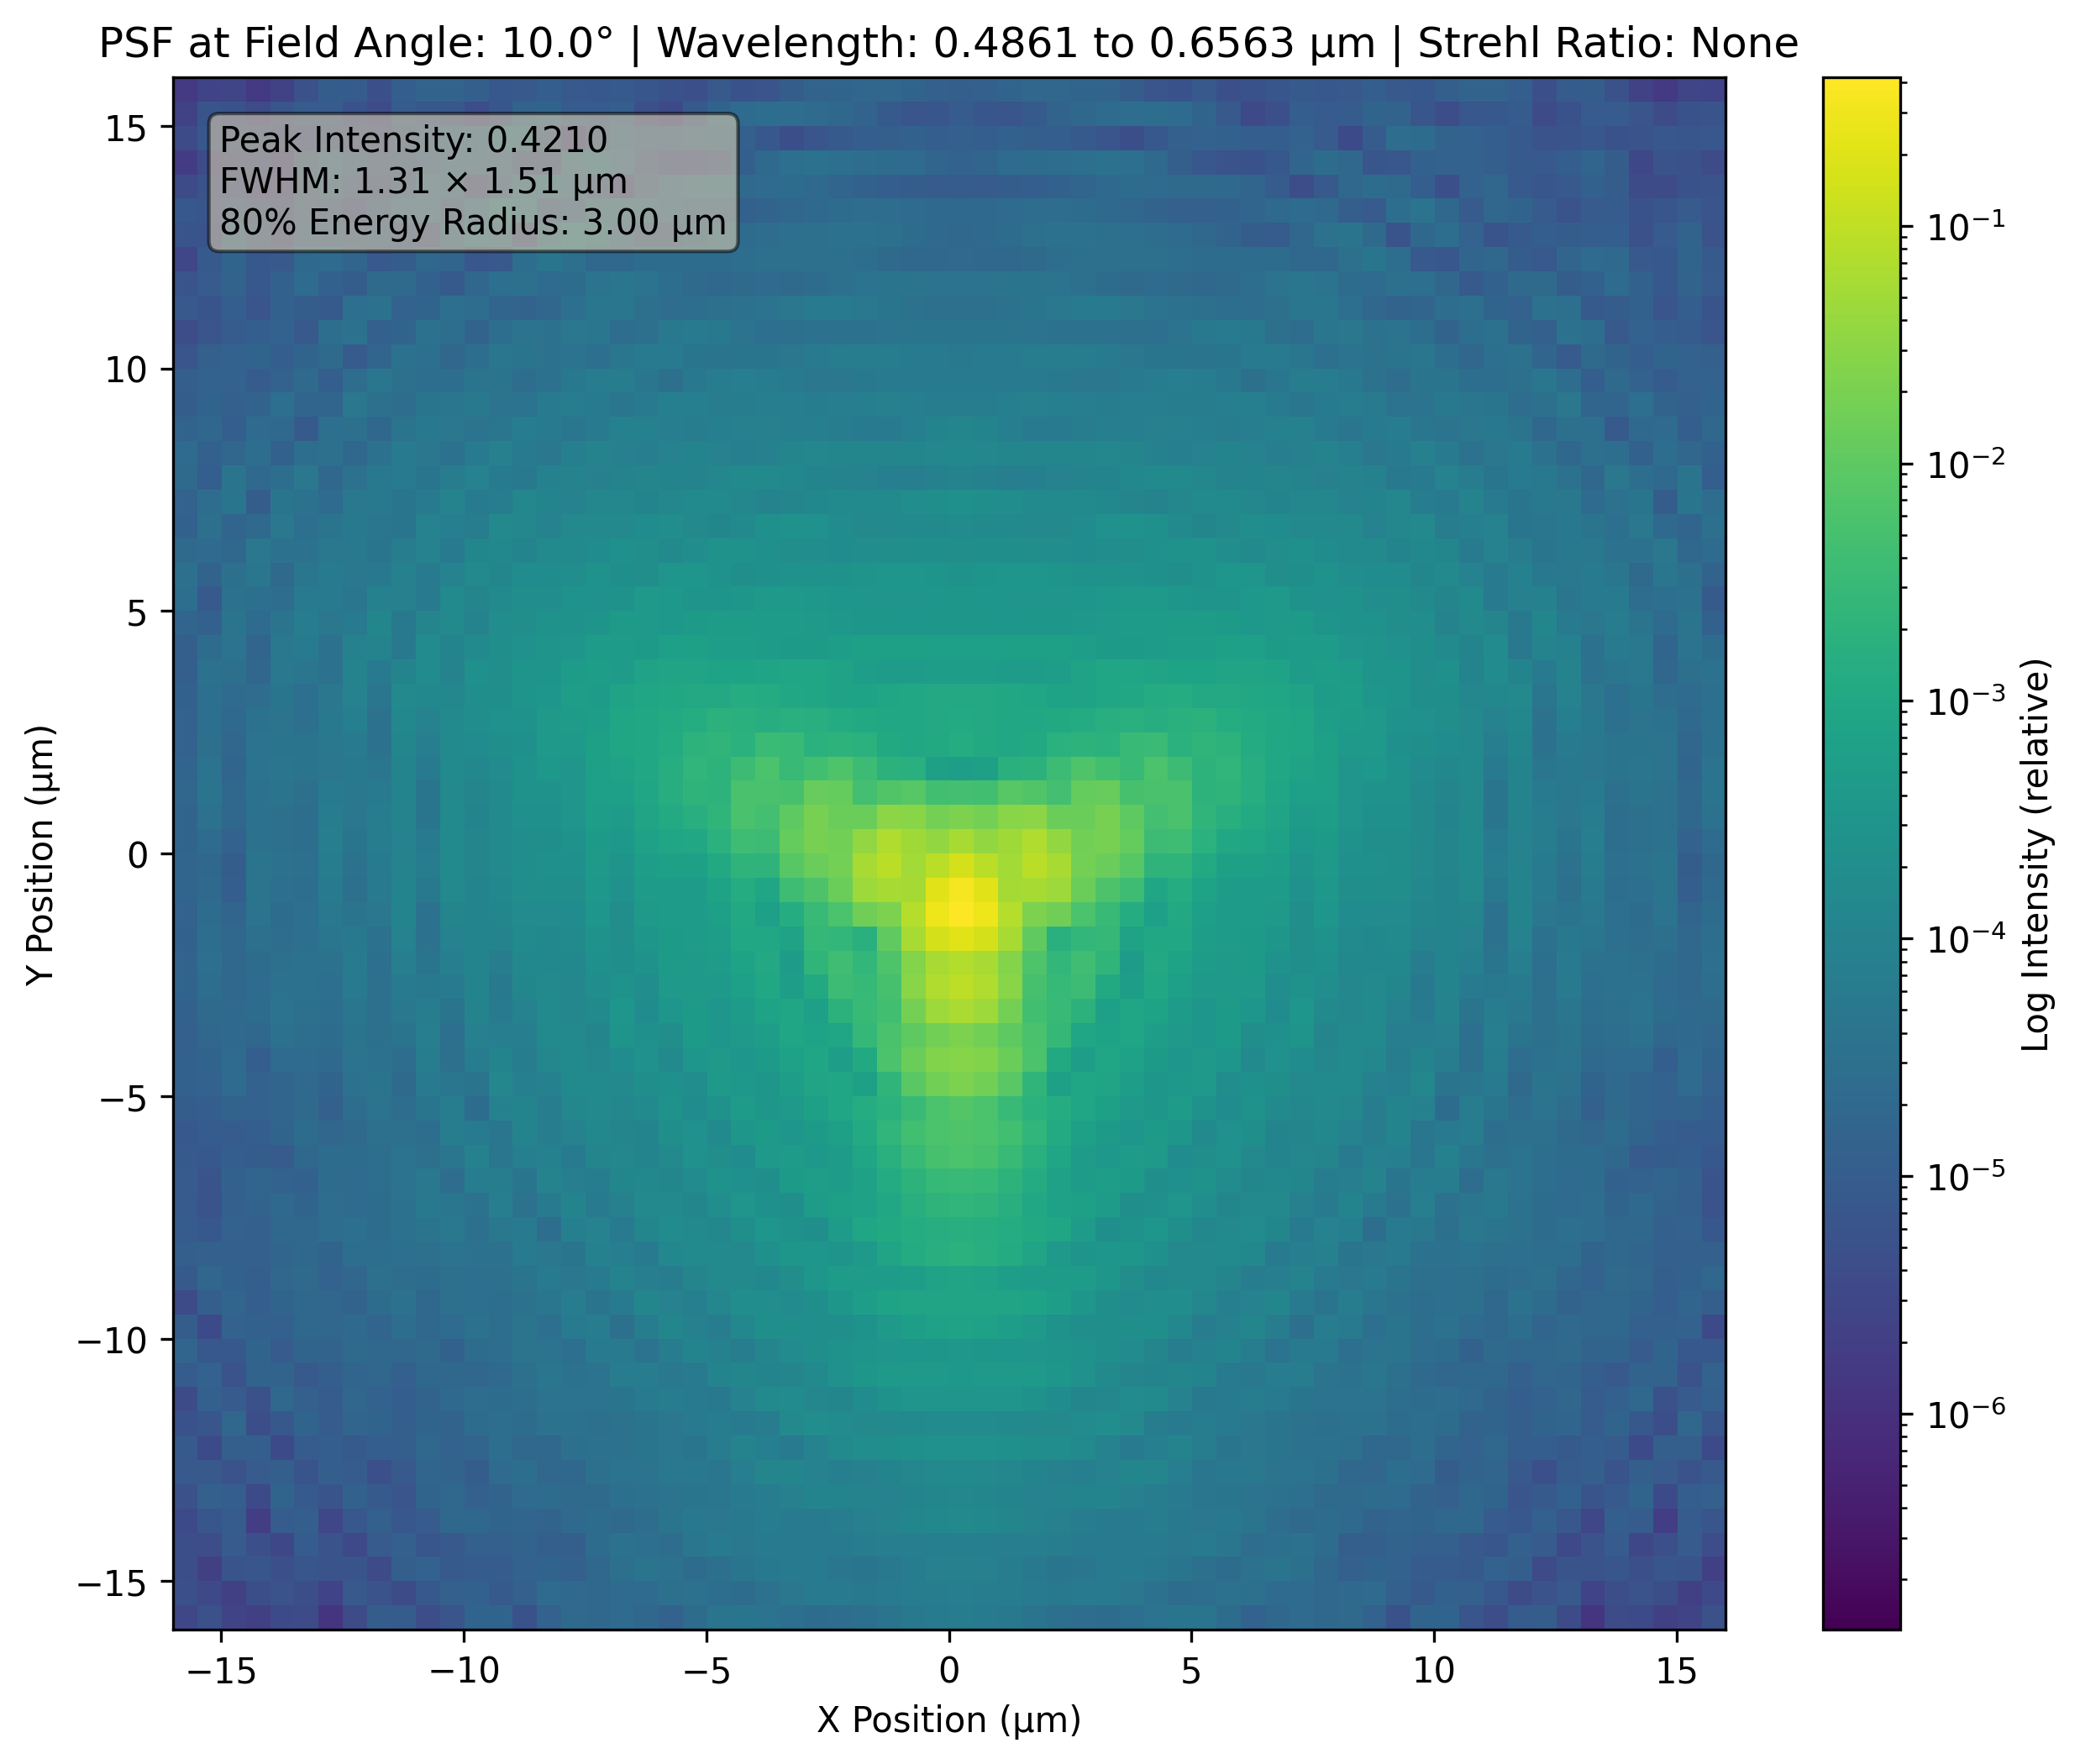 PSF at Field Angle: 10.0° | Wavelength: 0.4861 to 0.6563 µm | Strehl Ratio: None
Peak Intensity: 0.4210
FWHM: 1.31 × 1.51 µm
80% Energy Radius: 3.00 µm
15
10
5
0
−5
−10
−15
Y Position (µm)
−15
−10
−5
0
5
10
15
X Position (µm)
10⁻¹
10⁻²
10⁻³
10⁻⁴
10⁻⁵
10⁻⁶
Log Intensity (relative)